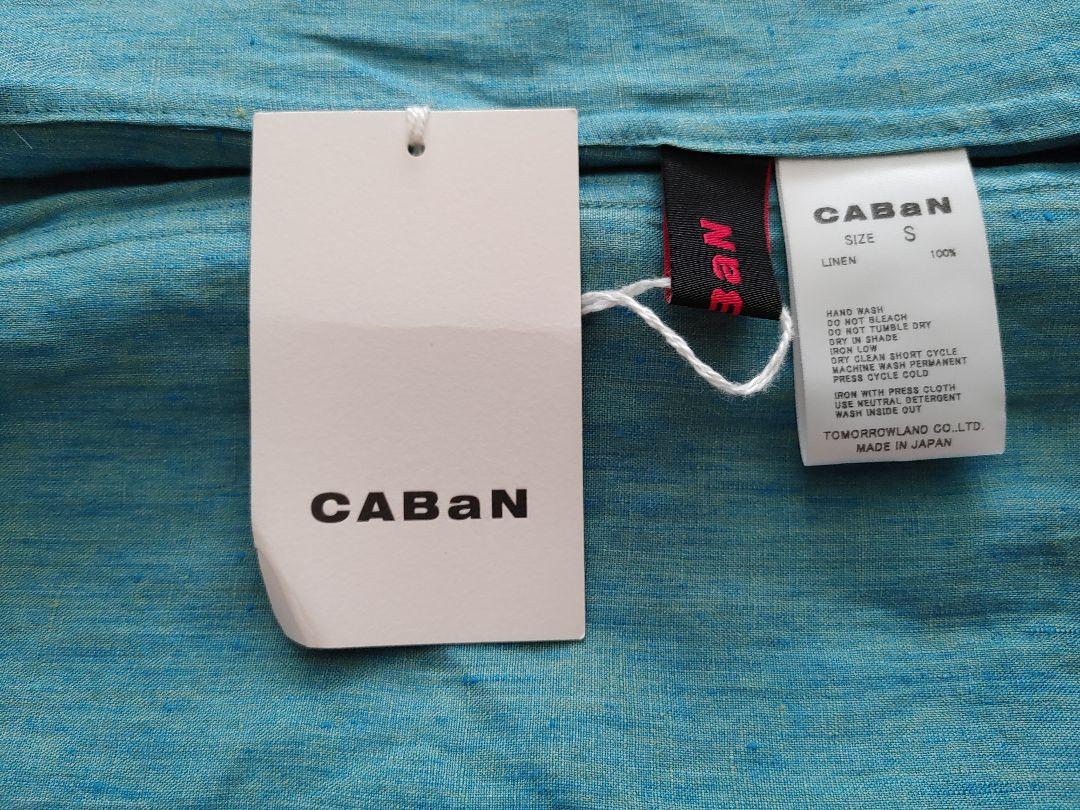 CABaN
CABaN
SIZE S
LINEN 100%
HAND WASH
DO NOT BLEACH
DO NOT TUMBLE DRY
DRY IN SHADE
IRON LOW
DRY CLEAN SHORT CYCLE
MACHINE WASH PERMANENT
PRESS CYCLE COLD
IRON WITH PRESS CLOTH
USE NEUTRAL DETERGENT
WASH INSIDE OUT
TOMORROWLAND CO.,LTD.
MADE IN JAPAN